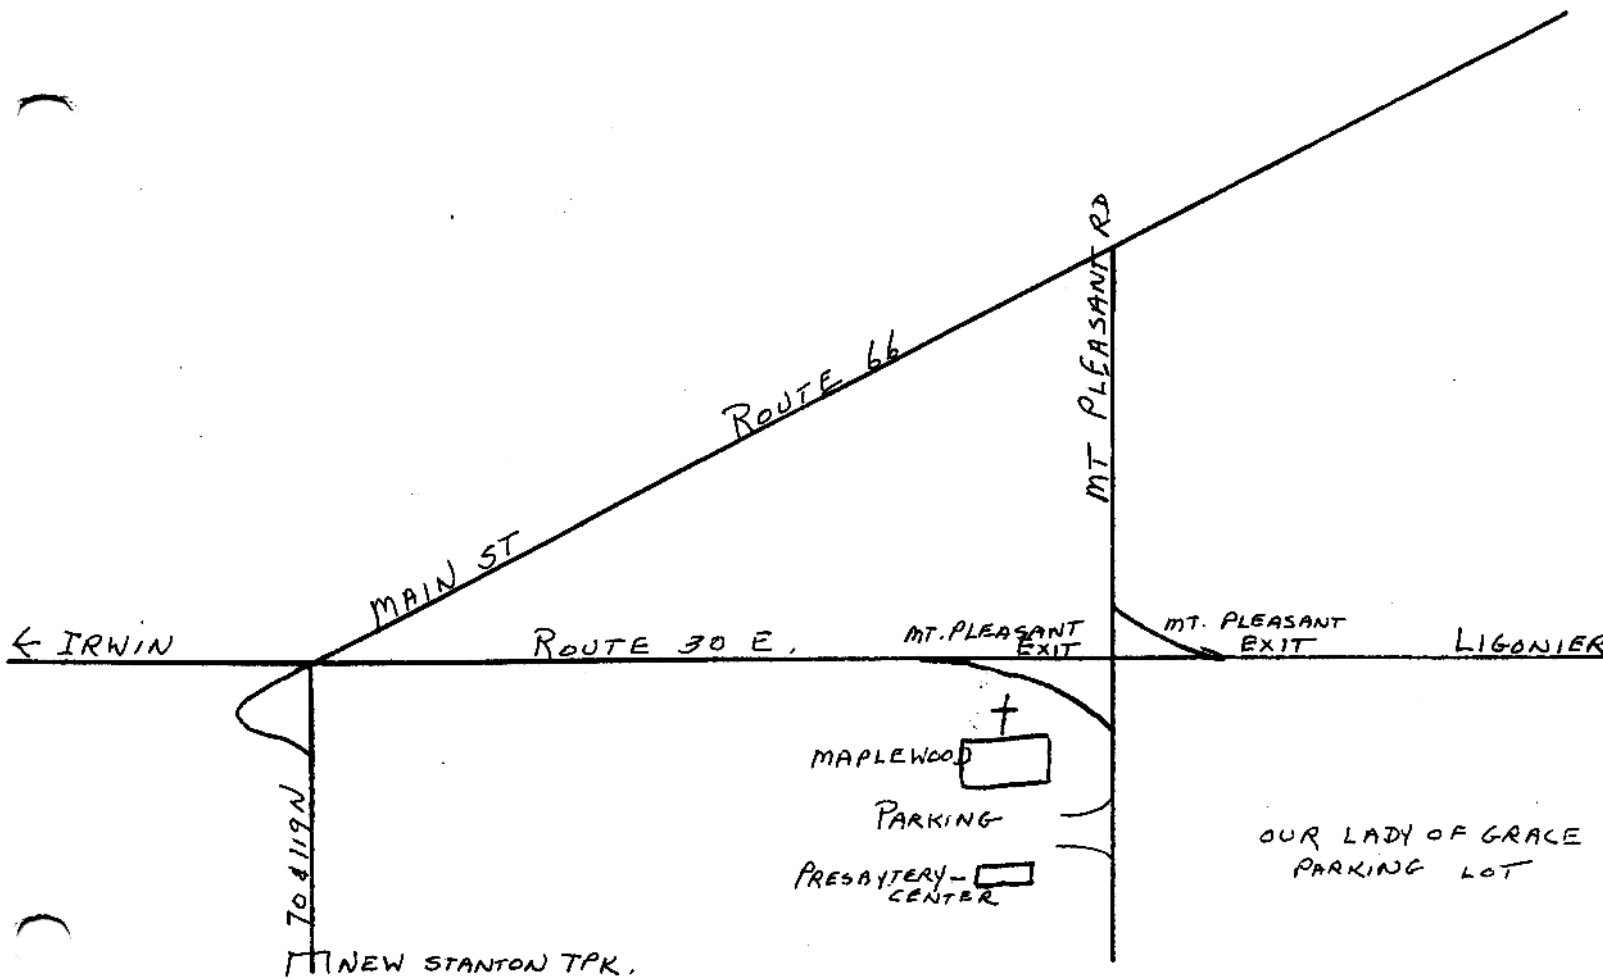 MT PLEASANT RD
ROUTE 66
MAIN ST
← IRWIN
ROUTE 30 E.
MT. PLEASANT
EXIT
MT. PLEASANT
EXIT
LIGONIER
MAPLEWOOD
PARKING
PRESBYTERY-
CENTER
OUR LADY OF GRACE
PARKING LOT
70 & 119N
NEW STANTON TPK.